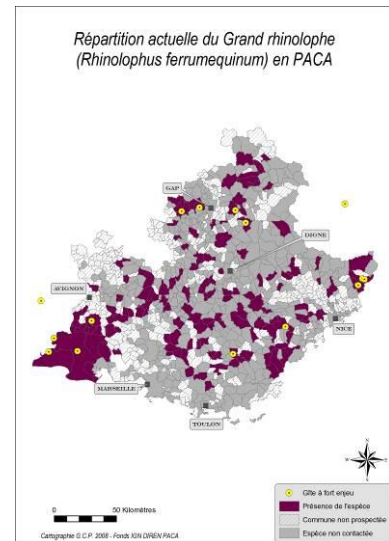 Répartition actuelle du Grand rhinolophe
(Rhinolophus ferrumequinum) en PACA
GAP
DIGNE
AVIGNON
NICE
MARSEILLE
TOULON
N
W
E
S
0 50 Kilomètres
Gîte à fort enjeu
Présence de l'espèce
Commune non prospectée
Espèce non contactée
Cartographie G.C.P. 2008 - Fonds IGN DIREN PACA